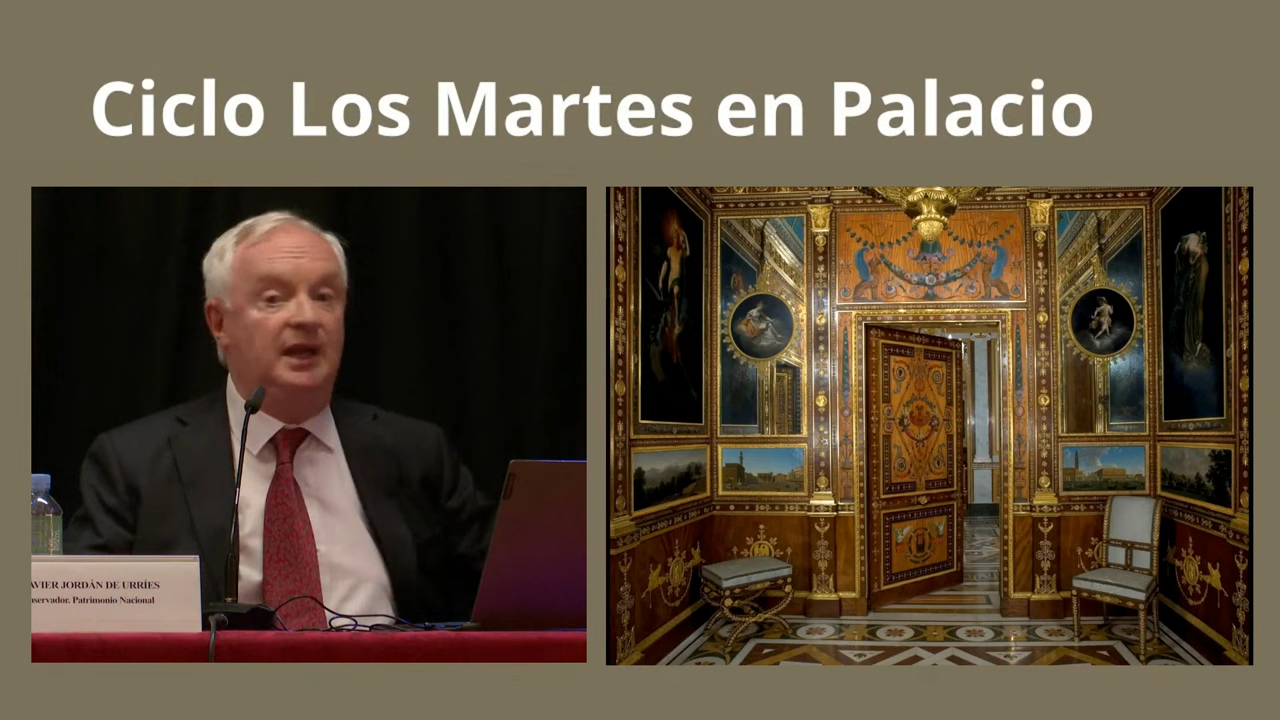 Ciclo Los Martes en Palacio
AVIER JORDÁN DE URRÍES
nservador. Patrimonio Nacional